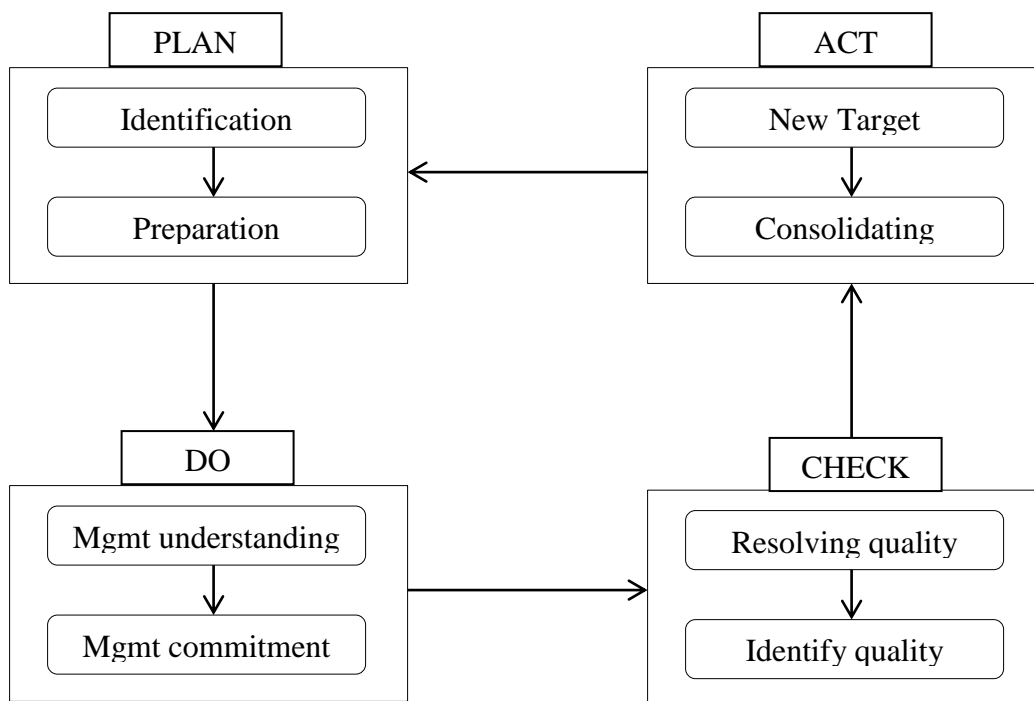 PLAN
Identification
Preparation
ACT
New Target
Consolidating
DO
Mgmt understanding
Mgmt commitment
CHECK
Resolving quality
Identify quality